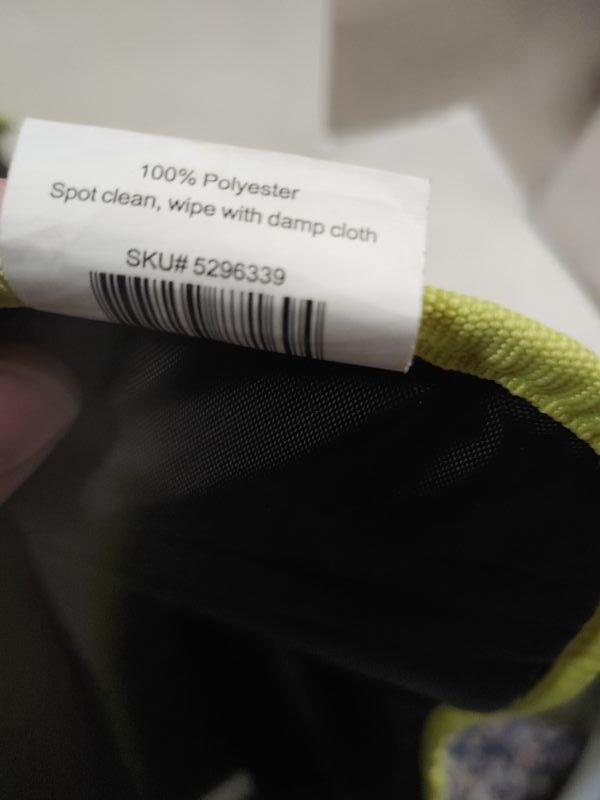 100% Polyester
Spot clean, wipe with damp cloth
SKU# 5296339